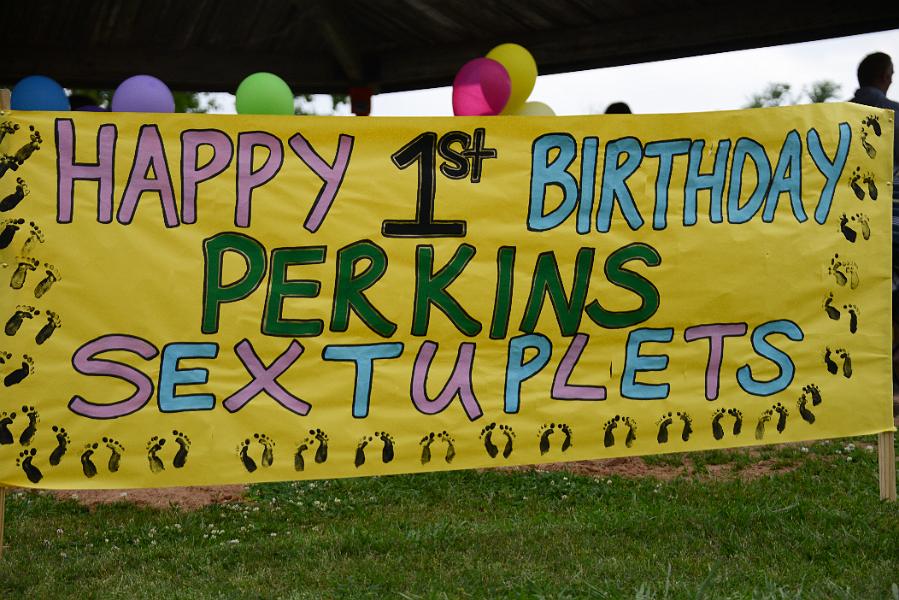 HAPPY 1st BIRTHDAY
PERKINS
SEXTUPLETS